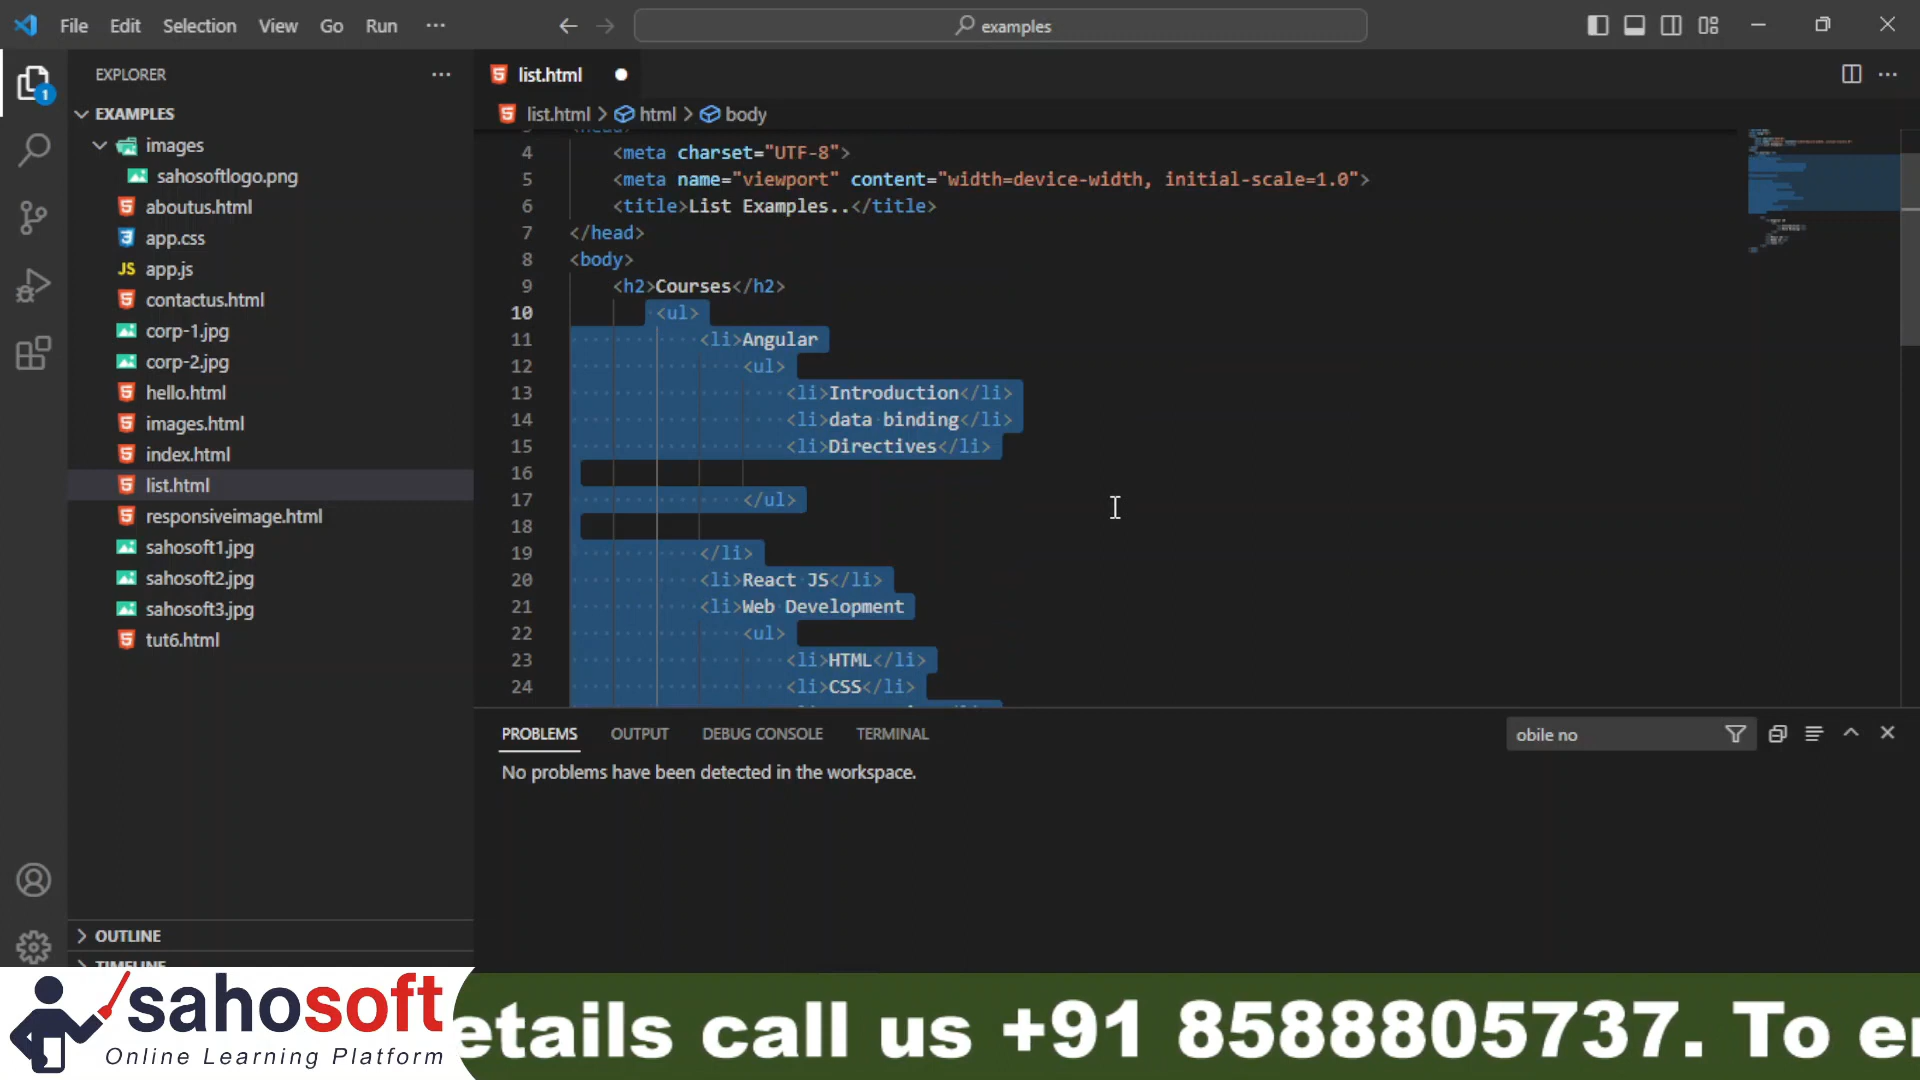 File Edit Selection View Go Run ··· examples
EXPLORER ···
EXAMPLES
images
sahosoftlogo.png
aboutus.html
app.css
JS app.js
contactus.html
corp-1.jpg
corp-2.jpg
hello.html
images.html
index.html
list.html
responsiveimage.html
sahosoft1.jpg
sahosoft2.jpg
sahosoft3.jpg
tut6.html
OUTLINE
TIMELINE
1
list.html
list.html > html > body
3 <head>
4 <meta charset="UTF-8">
5 <meta name="viewport" content="width=device-width, initial-scale=1.0">
6 <title>List Examples..</title>
7 </head>
8 <body>
9 <h2>Courses</h2>
10 <ul>
11 <li>Angular
12 <ul>
13 <li>Introduction</li>
14 <li>data binding</li>
15 <li>Directives</li>
16
17 </ul>
18
19 </li>
20 <li>React JS</li>
21 <li>Web Development
22 <ul>
23 <li>HTML</li>
24 <li>CSS</li>
PROBLEMS OUTPUT DEBUG CONSOLE TERMINAL obile no
No problems have been detected in the workspace.
sahosoft
Online Learning Platform
etails call us +91 8588805737. To e